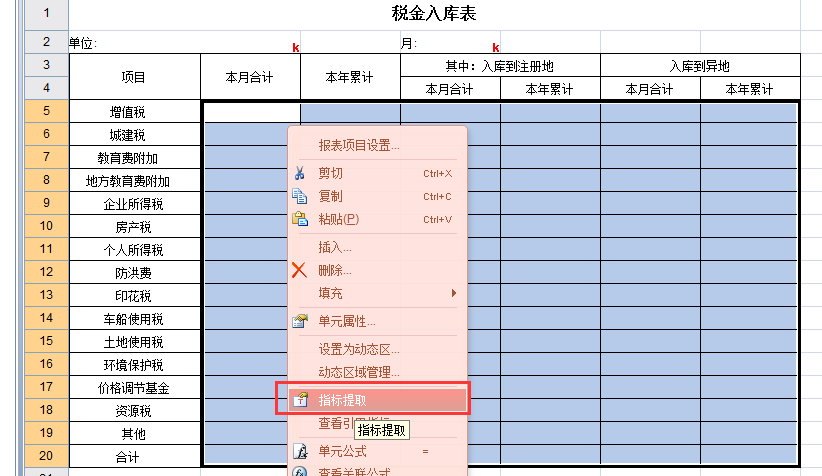 1 税金入库表
2 单位: k 月: k
3 项目 本月合计 本年累计 其中：入库到注册地 入库到异地
4 本月合计 本年累计 本月合计 本年累计
5 增值税
6 城建税
7 教育费附加
8 地方教育费附加
9 企业所得税
10 房产税
11 个人所得税
12 防洪费
13 印花税
14 车船使用税
15 土地使用税
16 环境保护税
17 价格调节基金
18 资源税
19 其他
20 合计
报表项目设置...
剪切 Ctrl+X
复制 Ctrl+C
粘贴(P) Ctrl+V
插入...
删除...
填充
单元属性...
设置为动态区...
动态区域管理...
指标提取
查看引
指标提取
单元公式 =
查看关联公式